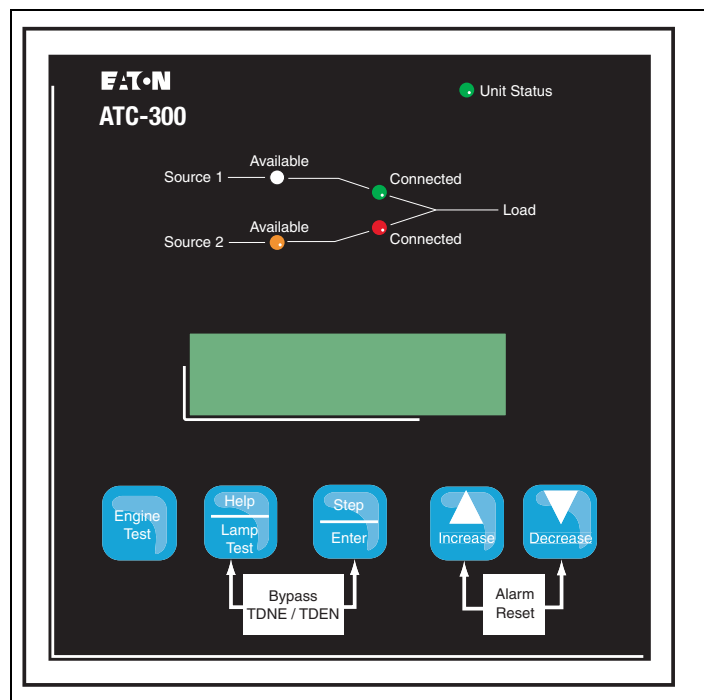 EATON
ATC-300
Unit Status
Available
Source 1
Connected
Load
Available
Source 2
Connected
Engine
Test
Help
Lamp
Test
Step
Enter
Increase
Decrease
Bypass
TDNE / TDEN
Alarm
Reset